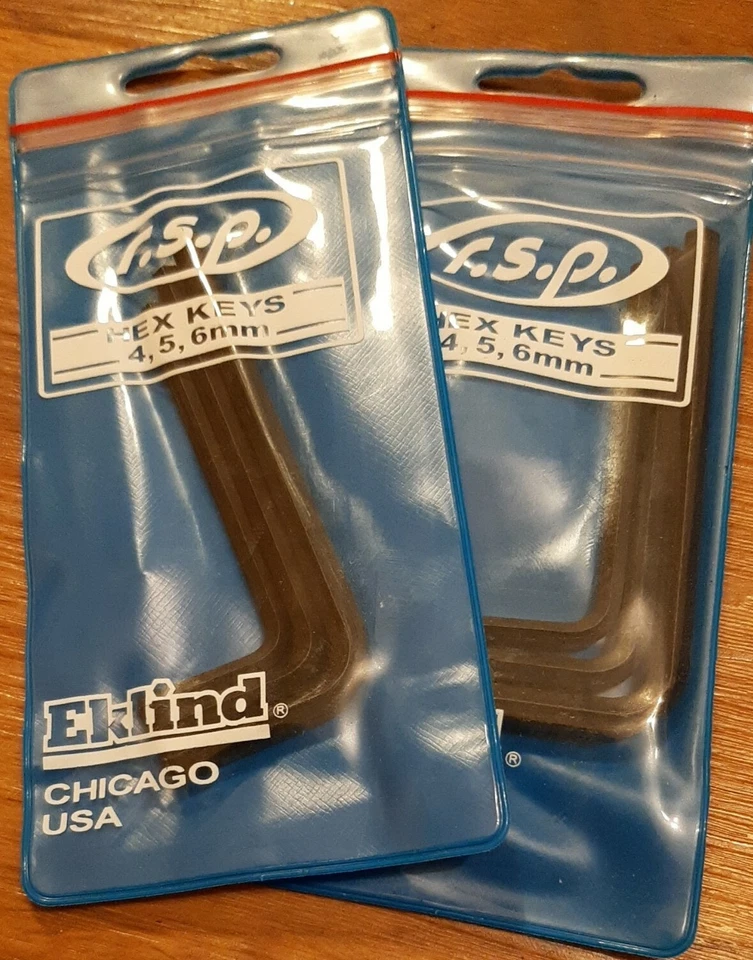 r.s.p.
HEX KEYS
4, 5, 6mm
Eklind®
CHICAGO
USA
r.s.p.
HEX KEYS
4, 5, 6mm
®